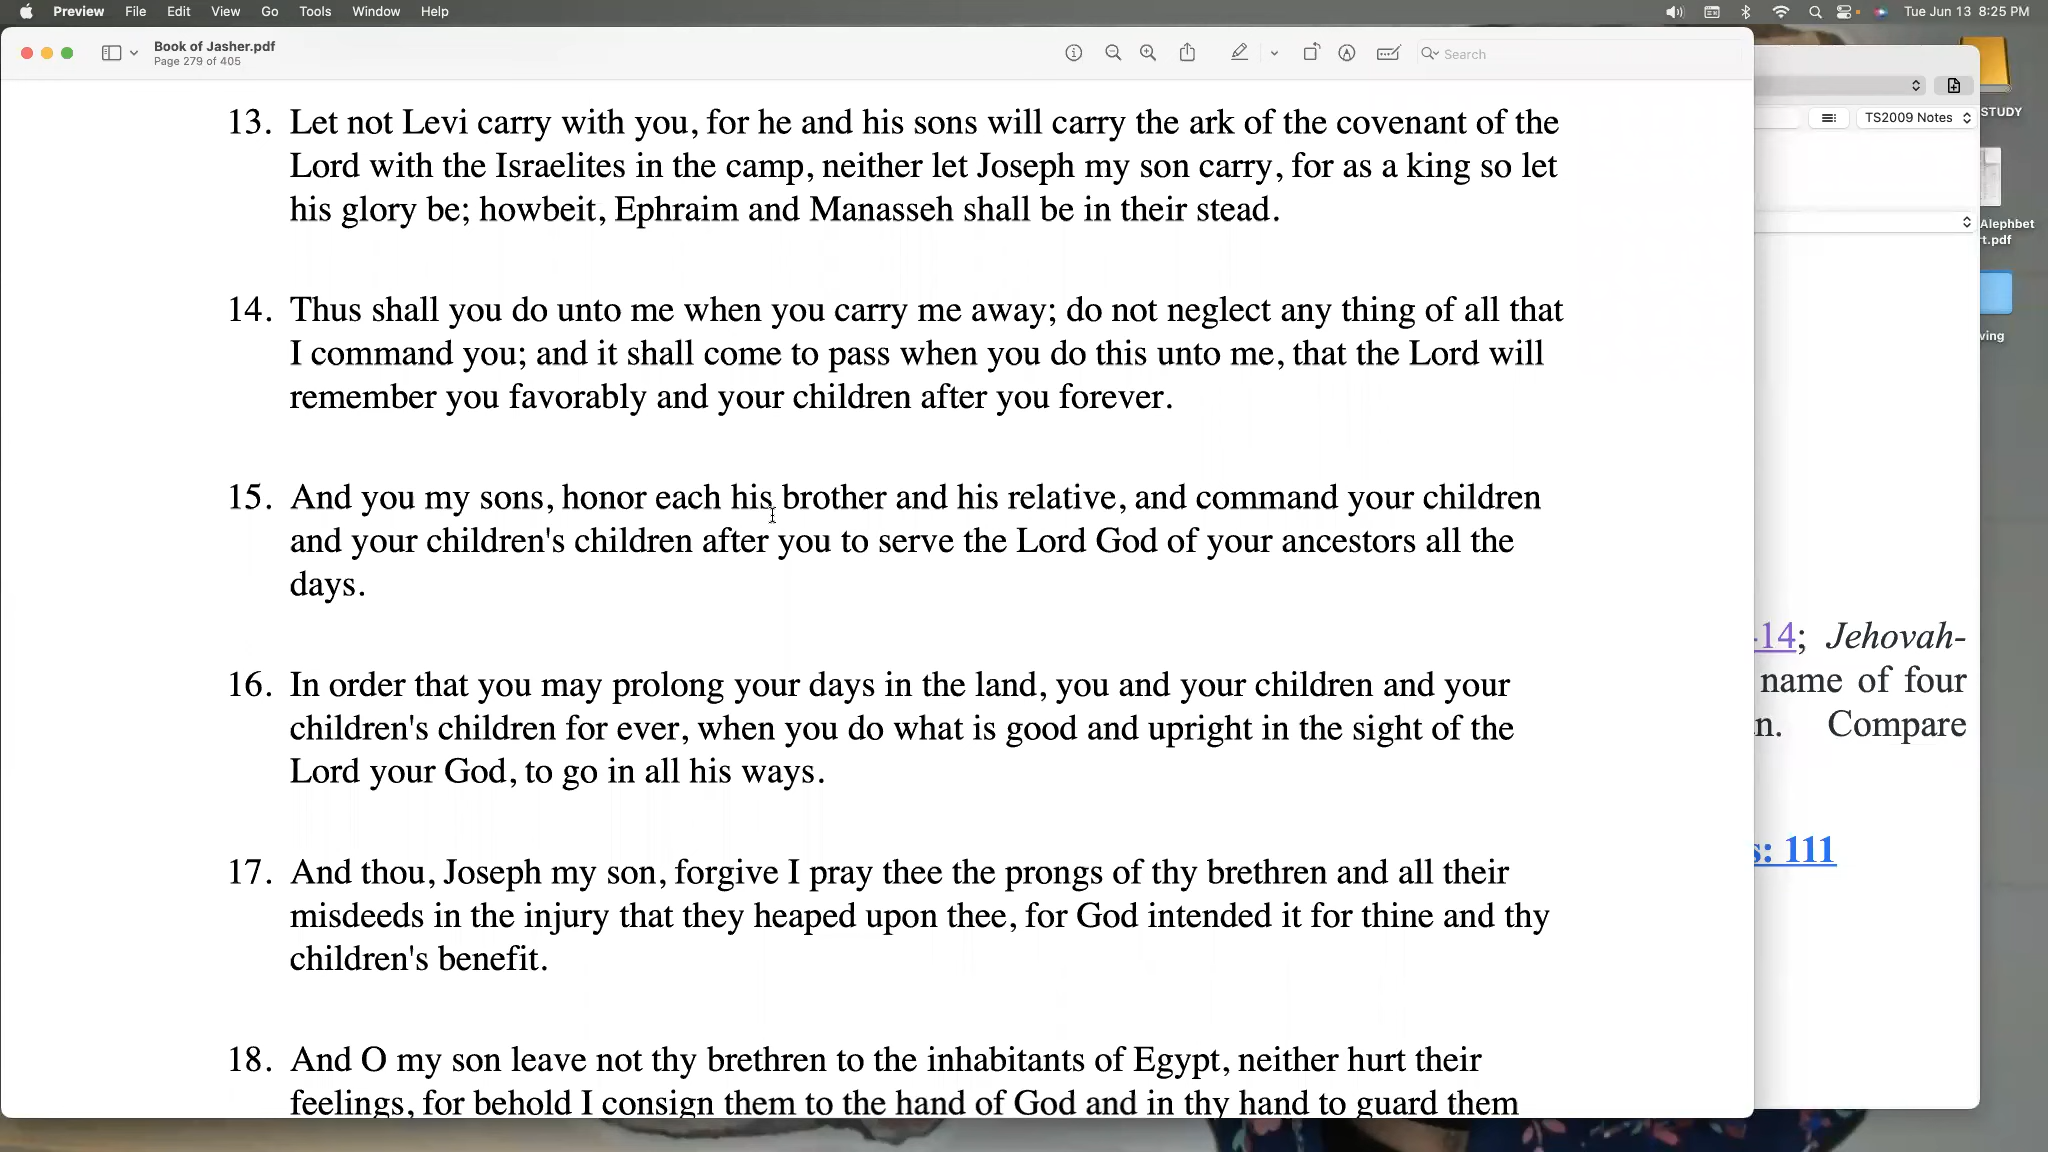 Preview File Edit View Go Tools Window Help Tue Jun 13 8:25 PM
Book of Jasher.pdf
Page 279 of 405
Search
13. Let not Levi carry with you, for he and his sons will carry the ark of the covenant of the
Lord with the Israelites in the camp, neither let Joseph my son carry, for as a king so let
his glory be; howbeit, Ephraim and Manasseh shall be in their stead.
14. Thus shall you do unto me when you carry me away; do not neglect any thing of all that
I command you; and it shall come to pass when you do this unto me, that the Lord will
remember you favorably and your children after you forever.
15. And you my sons, honor each his brother and his relative, and command your children
and your children's children after you to serve the Lord God of your ancestors all the
days.
16. In order that you may prolong your days in the land, you and your children and your
children's children for ever, when you do what is good and upright in the sight of the
Lord your God, to go in all his ways.
17. And thou, Joseph my son, forgive I pray thee the prongs of thy brethren and all their
misdeeds in the injury that they heaped upon thee, for God intended it for thine and thy
children's benefit.
18. And O my son leave not thy brethren to the inhabitants of Egypt, neither hurt their
feelings, for behold I consign them to the hand of God and in thy hand to guard them
STUDY
TS2009 Notes
Alephbet
t.pdf
ving
-14; Jehovah-
name of four
n. Compare
s: 111